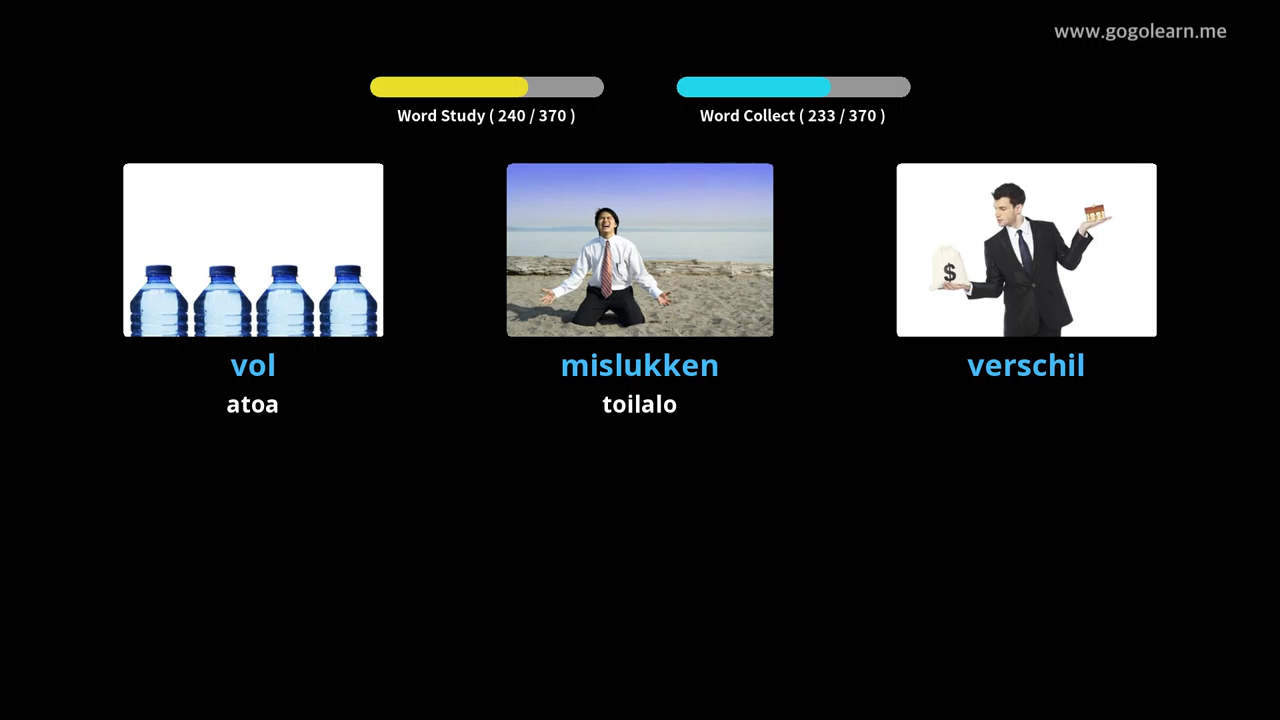 www.gogolearn.me
Word Study ( 240 / 370 )
Word Collect ( 233 / 370 )
vol
atoa
mislukken
toilalo
verschil
$